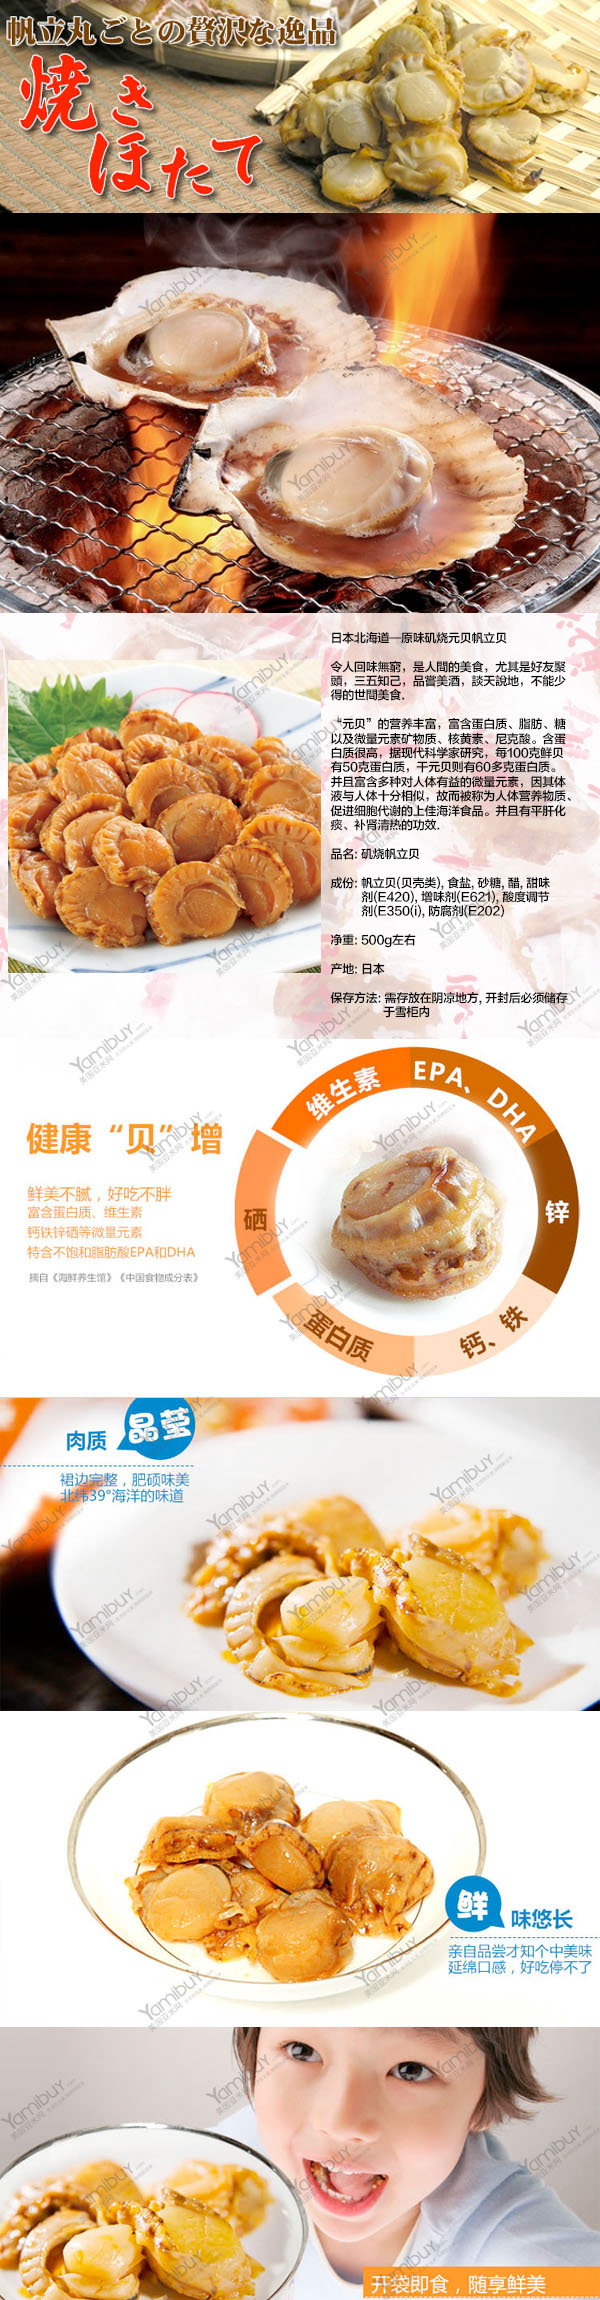 帆立丸ごとの贅沢な逸品
焼き
ほたて
日本北海道—原味矶烧元贝帆立贝
令人回味無窮，是人間的美食，尤其是好友聚
頭，三五知己，品嘗美酒，談天說地，不能少
得的世間美食.
“元贝”的营养丰富，富含蛋白质、脂肪、糖
以及微量元素矿物质、核黄素、尼克酸。含蛋
白质很高，据现代科学家研究，每100克鲜贝
有50克蛋白质，干元贝则有60多克蛋白质。
并且富含多种对人体有益的微量元素，因其体
液与人体十分相似，故而被称为人体营养物质、
促进细胞代谢的上佳海洋食品。并且有平肝化
痰、补肾清热的功效.
品名: 矶烧帆立贝
成份: 帆立贝(贝壳类), 食盐, 砂糖, 醋, 甜味
剂(E420), 增味剂(E621), 酸度调节
剂(E350(i), 防腐剂(E202)
净重: 500g左右
产地: 日本
保存方法: 需存放在阴凉地方, 开封后必须储存
于雪柜内
健康“贝”增
鲜美不腻，好吃不胖
富含蛋白质、维生素
钙铁锌硒等微量元素
特含不饱和脂肪酸EPA和DHA
摘自《海鲜养生馆》《中国食物成分表》
维生素
EPA、DHA
锌
钙、铁
蛋白质
硒
肉质 晶莹
裙边完整，肥硕味美
北纬39°海洋的味道
鲜 味悠长
亲自品尝才知个中美味
延绵口感，好吃停不了
开袋即食，随享鲜美
Yamibuy.com
美国亚米网